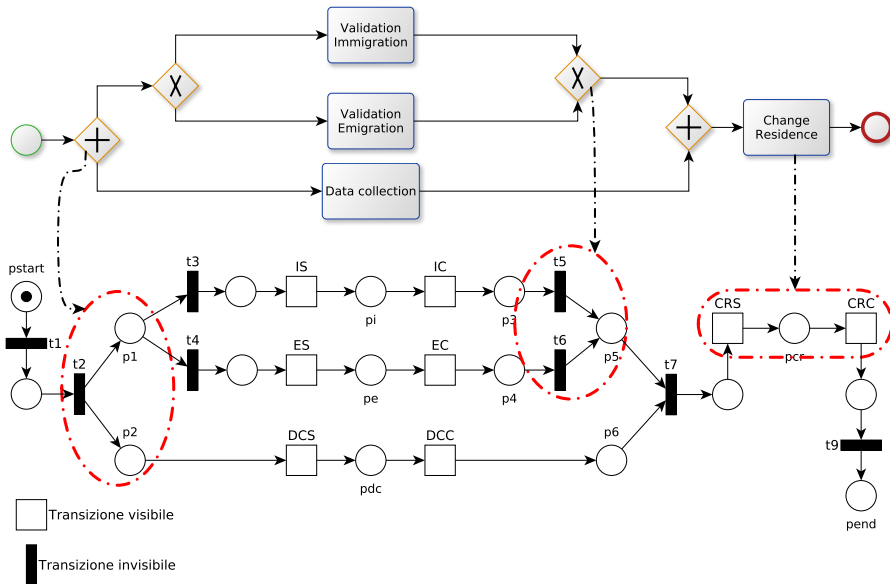 Validation
Immigration
Validation
Emigration
Data collection
Change
Residence
pstart
t1
t2
p1
p2
t3
t4
IS
pi
IC
p3
t5
ES
pe
EC
p4
t6
p5
t7
DCS
pdc
DCC
p6
CRS
pcr
CRC
t9
pend
Transizione visibile
Transizione invisibile